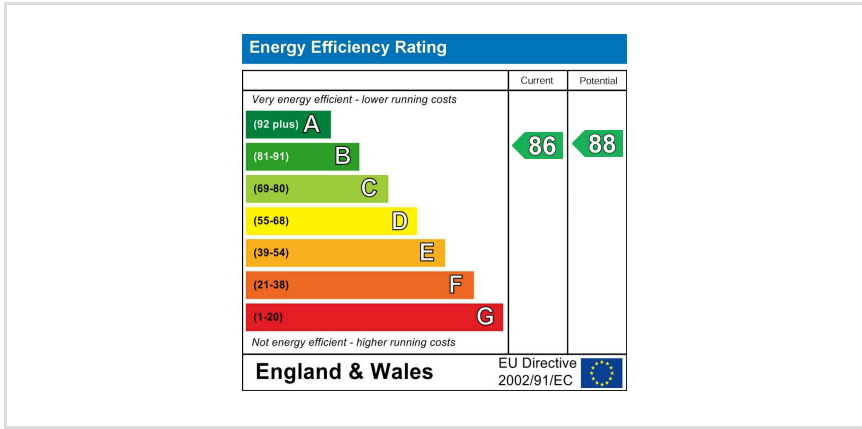 Energy Efficiency Rating
Current Potential
Very energy efficient - lower running costs
(92 plus) A
(81-91) B 86 88
(69-80) C
(55-68) D
(39-54) E
(21-38) F
(1-20) G
Not energy efficient - higher running costs
England & Wales EU Directive
2002/91/EC